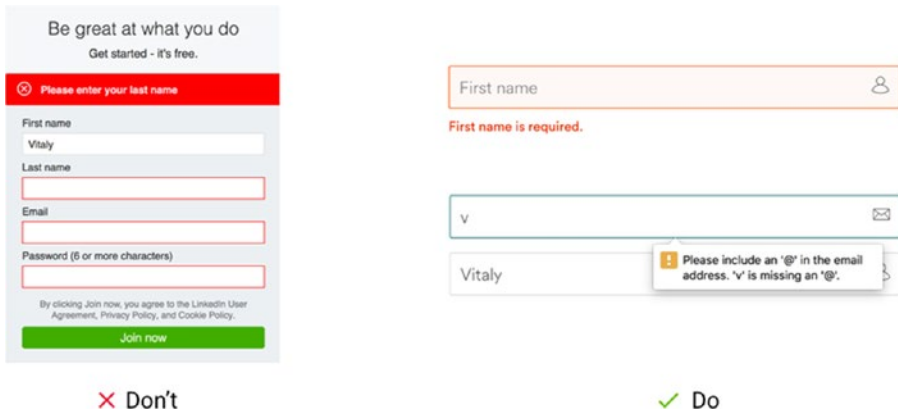 Be great at what you do
Get started - it's free.
Please enter your last name
First name
Vitaly
Last name
Email
Password (6 or more characters)
By clicking Join now, you agree to the LinkedIn User
Agreement, Privacy Policy, and Cookie Policy.
Join now
Don't
First name
First name is required.
v
Please include an '@' in the email
address. 'v' is missing an '@'.
Vitaly
Do